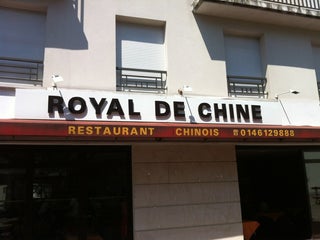 ROYAL DE CHINE
RESTAURANT CHINOIS ☎0146129888